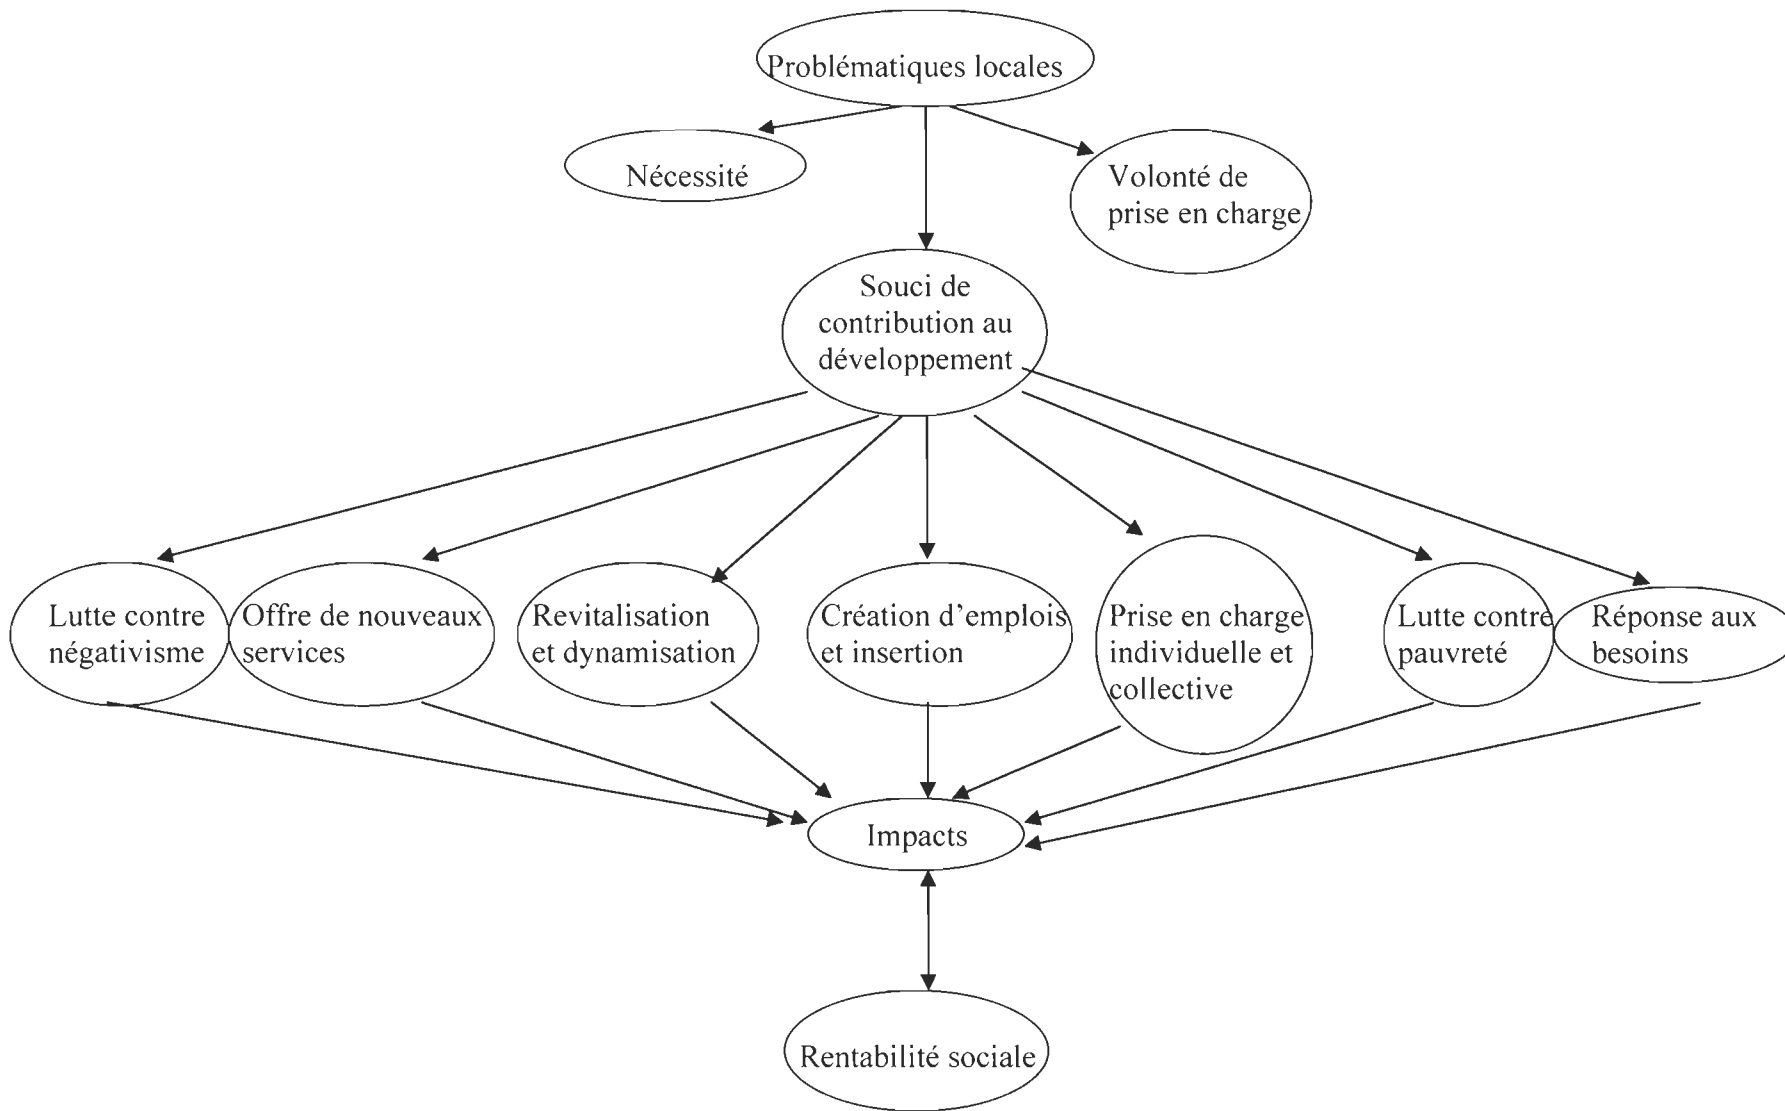 Problématiques locales
Nécessité
Volonté de
prise en charge
Souci de
contribution au
développement
Lutte contre
négativisme
Offre de nouveaux
services
Revitalisation
et dynamisation
Création d'emplois
et insertion
Prise en charge
individuelle et
collective
Lutte contre
pauvreté
Réponse aux
besoins
Impacts
Rentabilité sociale